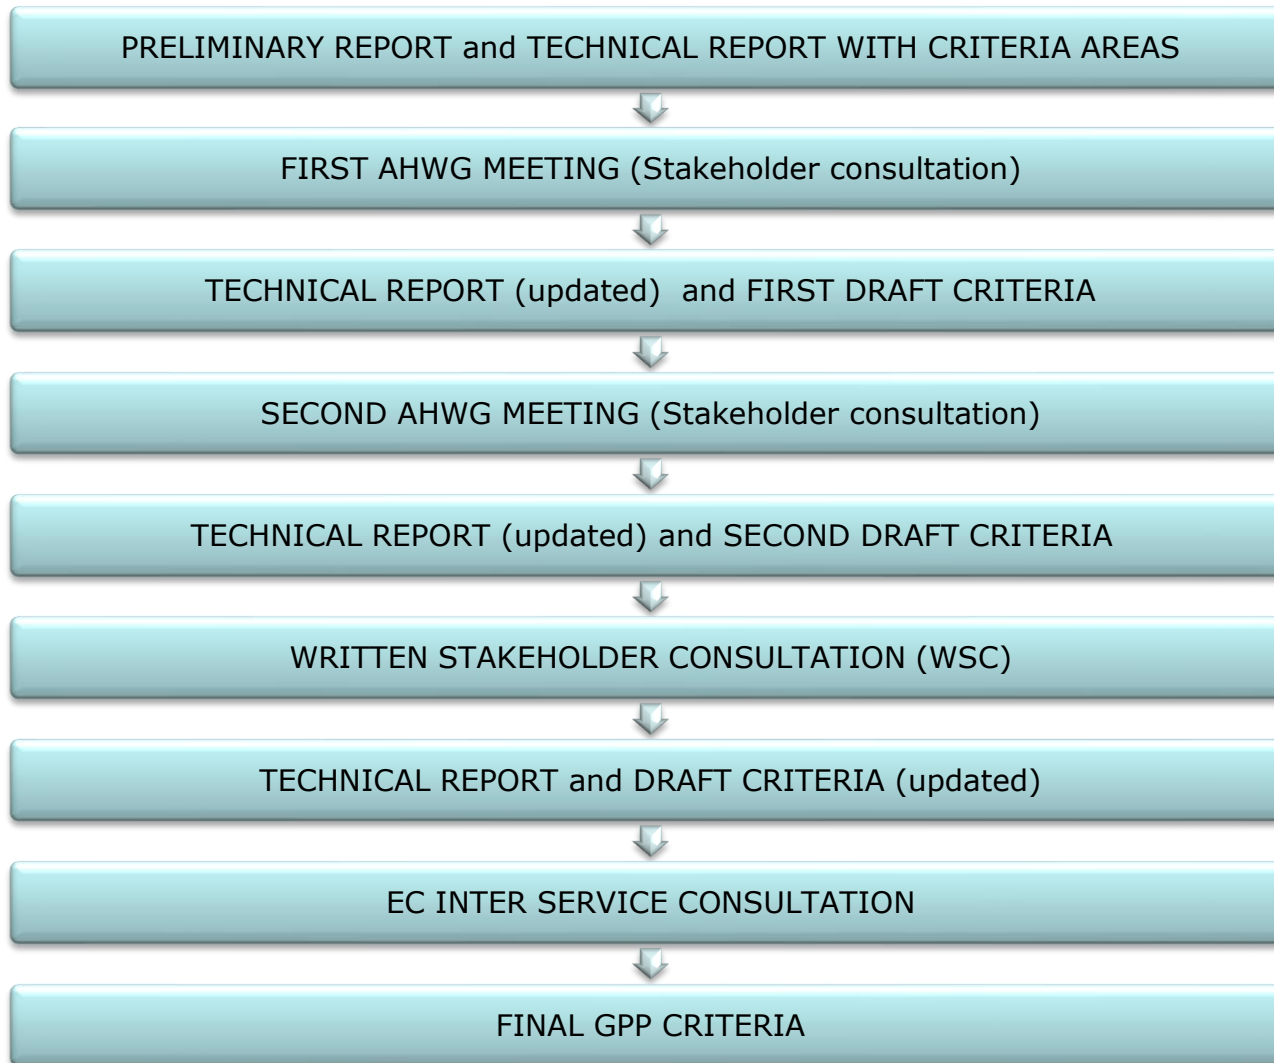 PRELIMINARY REPORT and TECHNICAL REPORT WITH CRITERIA AREAS
FIRST AHWG MEETING (Stakeholder consultation)
TECHNICAL REPORT (updated)  and FIRST DRAFT CRITERIA
SECOND AHWG MEETING (Stakeholder consultation)
TECHNICAL REPORT (updated) and SECOND DRAFT CRITERIA
WRITTEN STAKEHOLDER CONSULTATION (WSC)
TECHNICAL REPORT and DRAFT CRITERIA (updated)
EC INTER SERVICE CONSULTATION
FINAL GPP CRITERIA